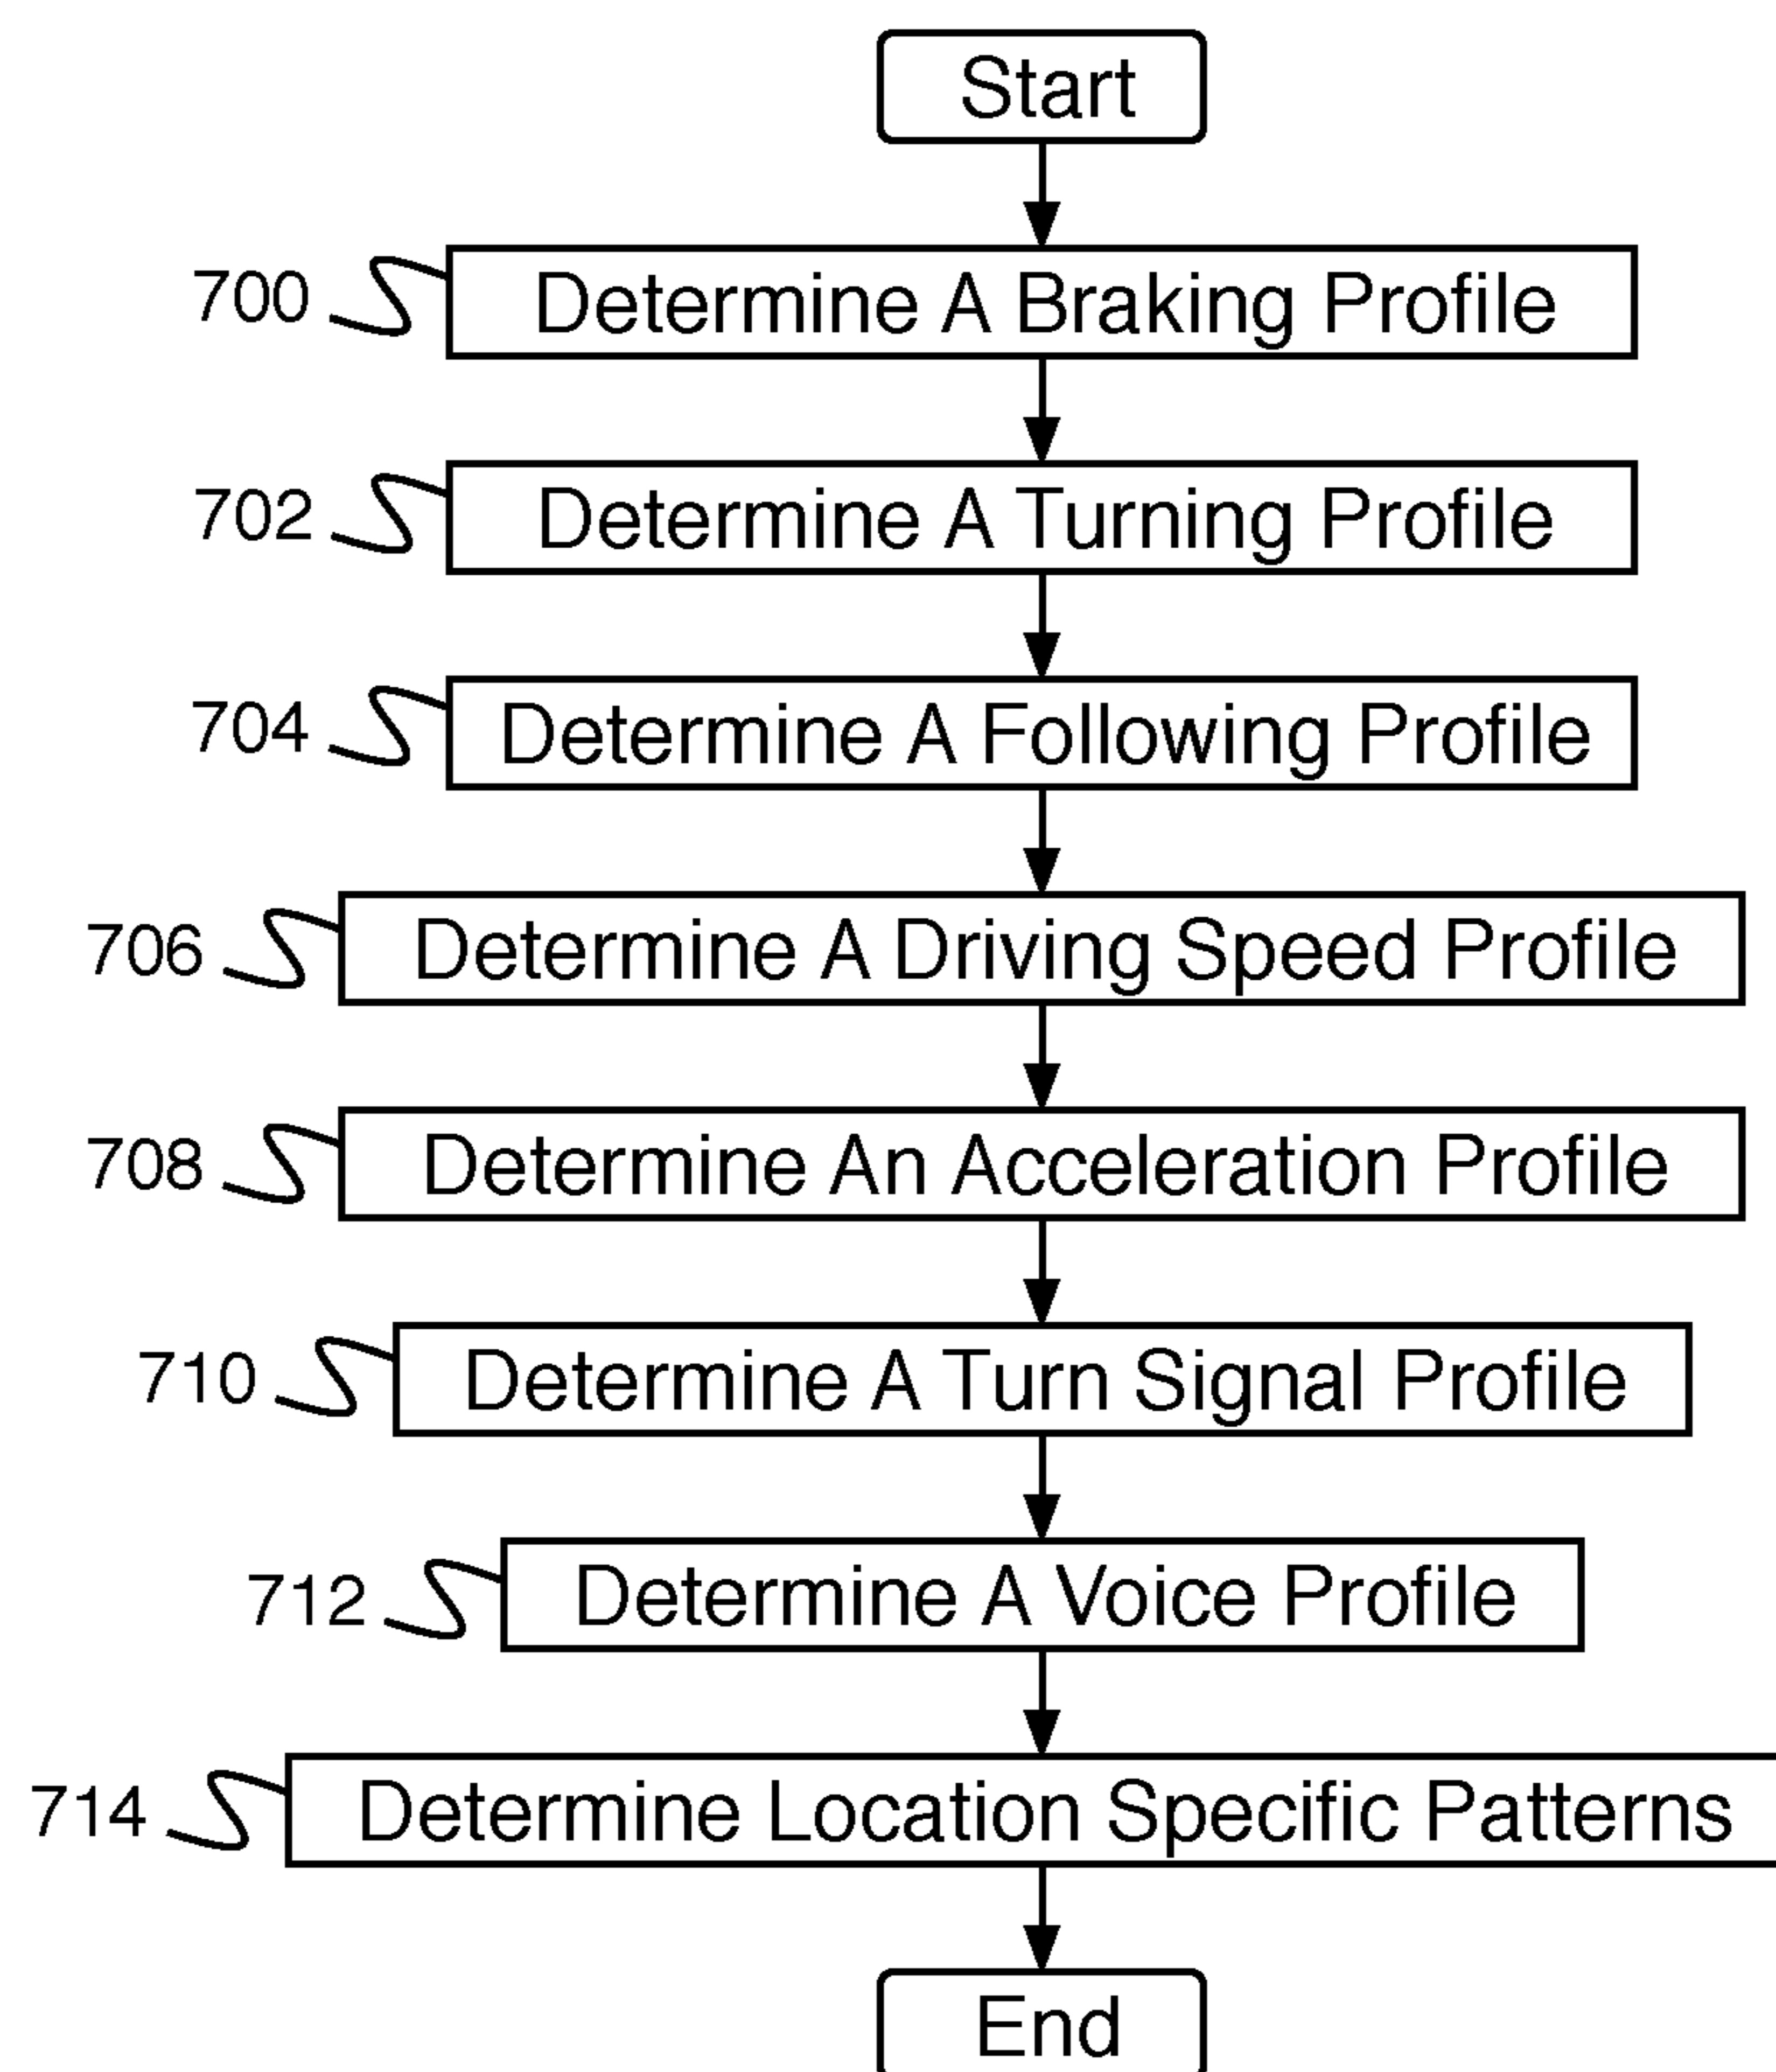 Start
700 Determine A Braking Profile
702 Determine A Turning Profile
704 Determine A Following Profile
706 Determine A Driving Speed Profile
708 Determine An Acceleration Profile
710 Determine A Turn Signal Profile
712 Determine A Voice Profile
714 Determine Location Specific Patterns
End